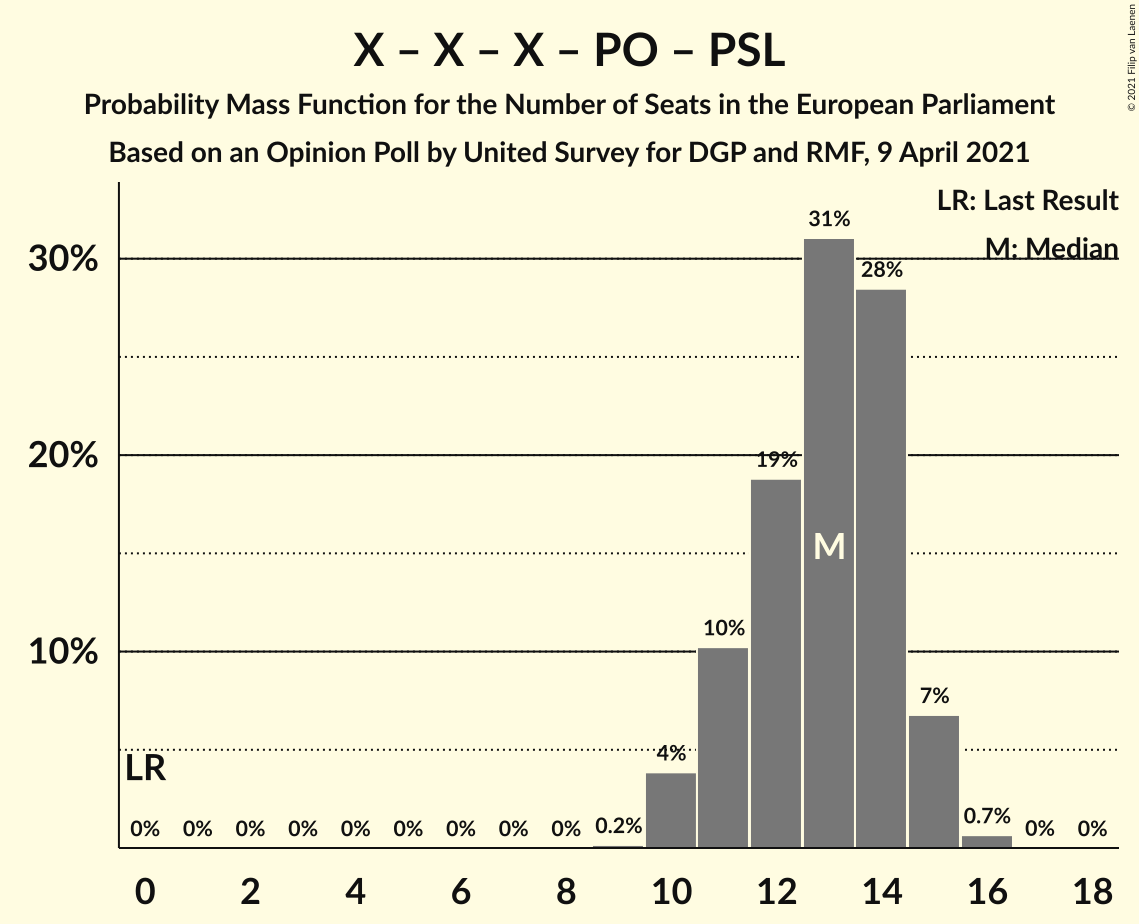 X – X – X – PO – PSL
Probability Mass Function for the Number of Seats in the European Parliament
Based on an Opinion Poll by United Survey for DGP and RMF, 9 April 2021
© 2021 Filip van Laenen
LR: Last Result
M: Median
30%
20%
10%
31%
28%
19%
10%
7%
4%
0.2%
0.7%
M
LR
0% 0% 0% 0% 0% 0% 0% 0% 0% 0% 0%
0 2 4 6 8 10 12 14 16 18